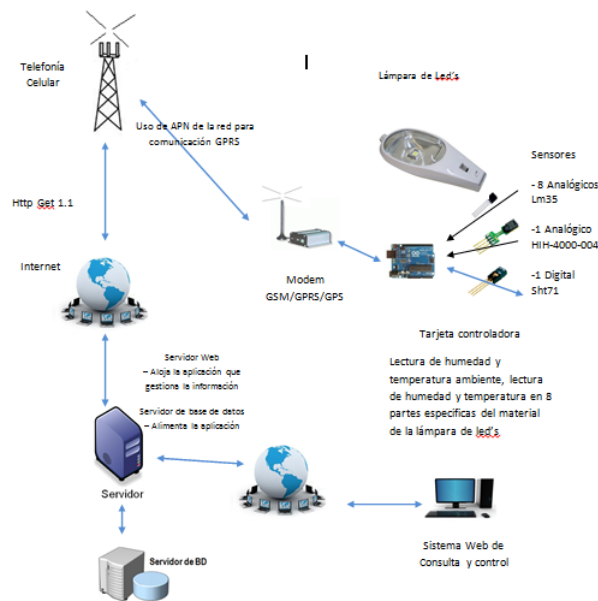 Telefonía
Celular
Lámpara de Led's
Uso de APN de la red para
comunicación GPRS
Sensores
- 8 Analógicos
Lm35
-1 Analógico
HIH-4000-004
-1 Digital
Sht71
Http Get 1.1
Internet
Modem
GSM/GPRS/GPS
Tarjeta controladora
Lectura de humedad y
temperatura ambiente, lectura
de humedad y temperatura en 8
partes especificas del material
de la lámpara de led's
Servidor Web
– Aloja la aplicación que
gestiona la información
Servidor de base de datos
– Alimenta la aplicación
Servidor
Servidor de BD
Sistema Web de
Consulta y control